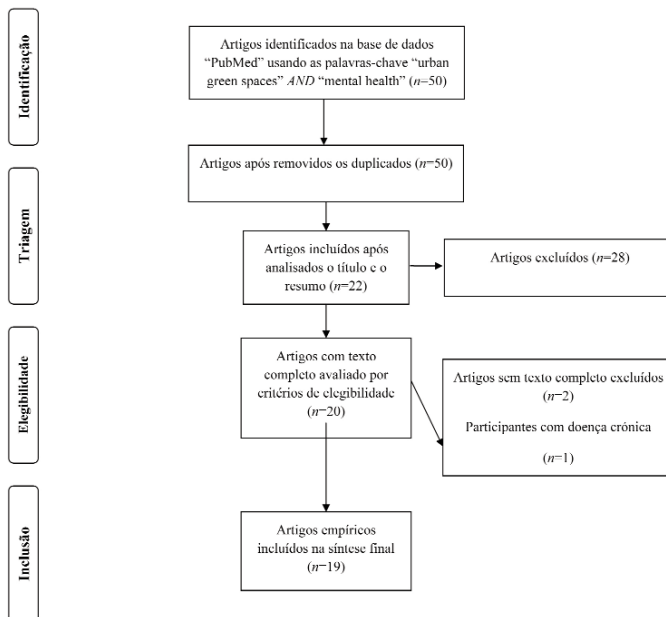 Identificação
Artigos identificados na base de dados
“PubMed” usando as palavras-chave “urban
green spaces” AND “mental health” (n=50)
Artigos após removidos os duplicados (n=50)
Triagem
Artigos incluídos após
analisados o título e o
resumo (n=22)
Artigos excluídos (n=28)
Elegibilidade
Artigos com texto
completo avaliado por
critérios de elegibilidade
(n=20)
Artigos sem texto completo excluídos
(n=2)
Participantes com doença crónica
(n=1)
Inclusão
Artigos empíricos
incluídos na síntese final
(n=19)